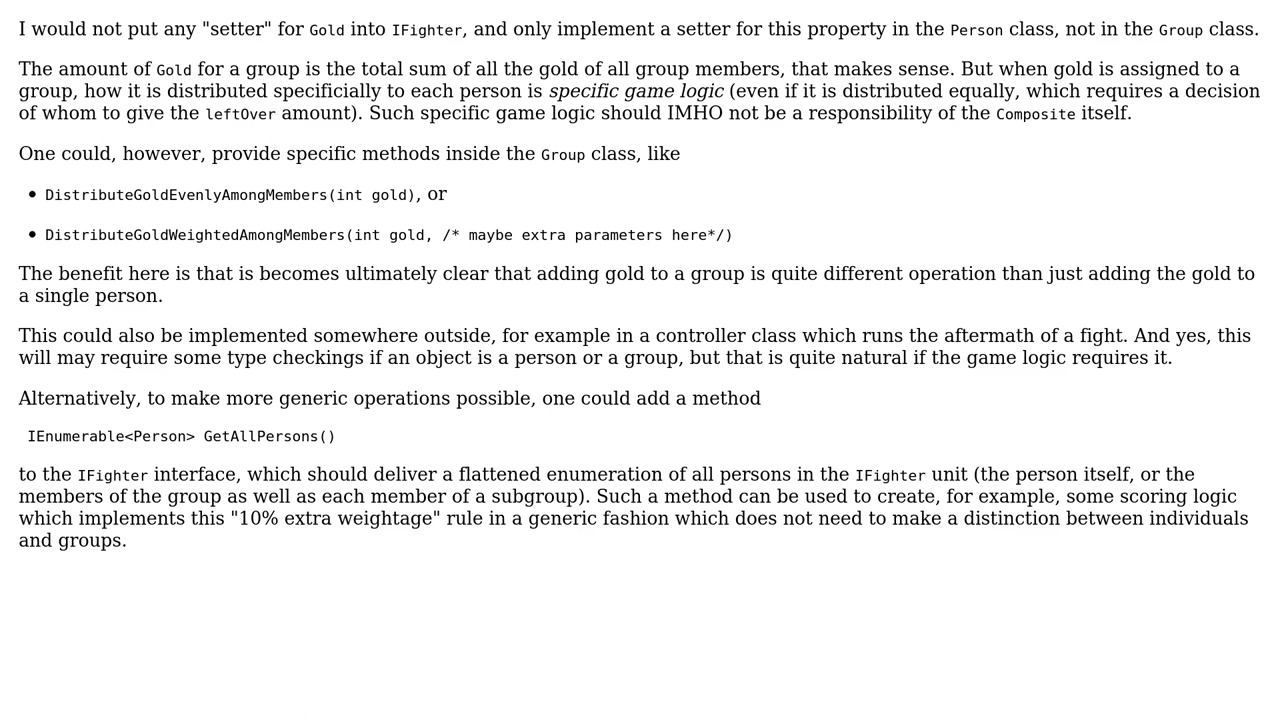 I would not put any "setter" for Gold into IFighter, and only implement a setter for this property in the Person class, not in the Group class.
The amount of Gold for a group is the total sum of all the gold of all group members, that makes sense. But when gold is assigned to a
group, how it is distributed specificially to each person is specific game logic (even if it is distributed equally, which requires a decision
of whom to give the leftOver amount). Such specific game logic should IMHO not be a responsibility of the Composite itself.
One could, however, provide specific methods inside the Group class, like
• DistributeGoldEvenlyAmongMembers(int gold), or
• DistributeGoldWeightedAmongMembers(int gold, /* maybe extra parameters here*/)
The benefit here is that is becomes ultimately clear that adding gold to a group is quite different operation than just adding the gold to
a single person.
This could also be implemented somewhere outside, for example in a controller class which runs the aftermath of a fight. And yes, this
will may require some type checkings if an object is a person or a group, but that is quite natural if the game logic requires it.
Alternatively, to make more generic operations possible, one could add a method
IEnumerable<Person> GetAllPersons()
to the IFighter interface, which should deliver a flattened enumeration of all persons in the IFighter unit (the person itself, or the
members of the group as well as each member of a subgroup). Such a method can be used to create, for example, some scoring logic
which implements this "10% extra weightage" rule in a generic fashion which does not need to make a distinction between individuals
and groups.